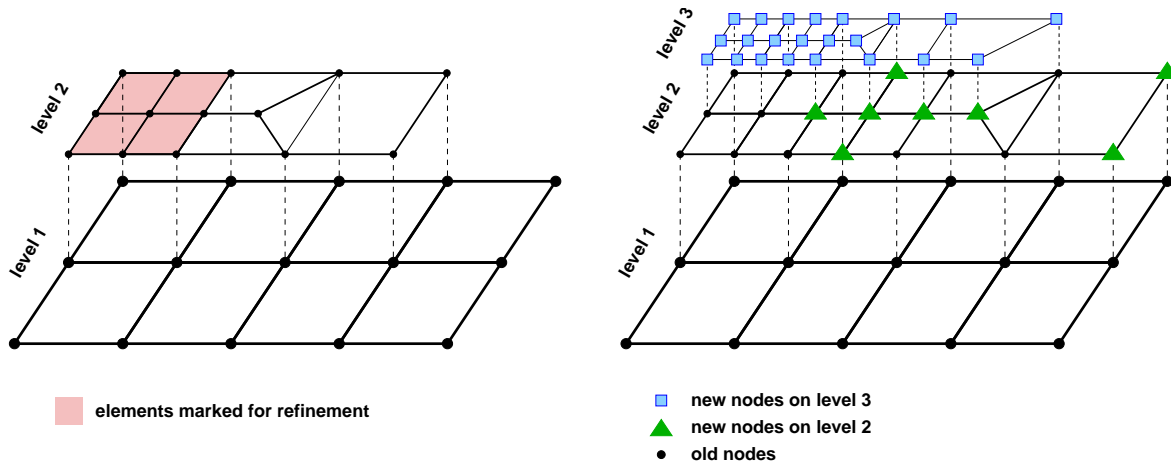 level 2
level 1
elements marked for refinement
level 3
level 2
level 1
new nodes on level 3
new nodes on level 2
old nodes